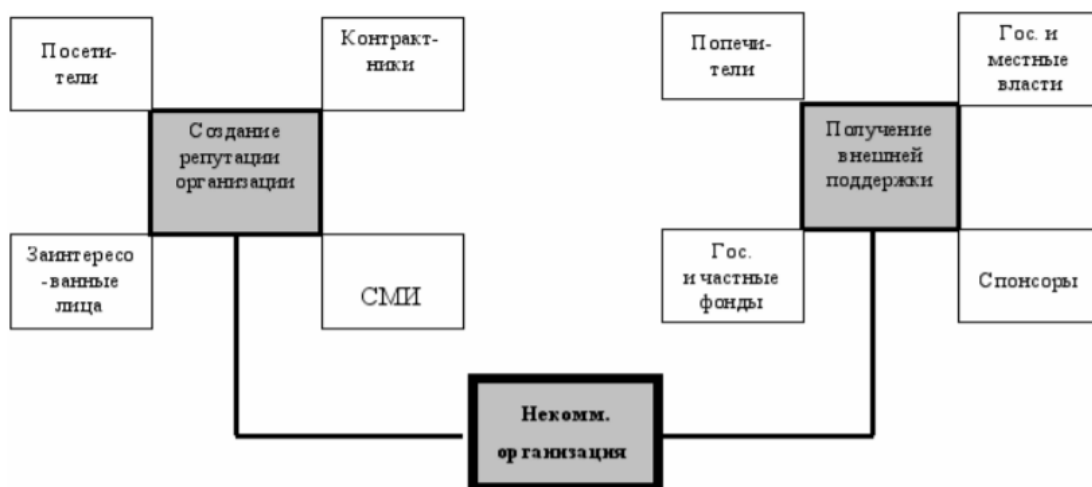 Посети-
тели
Контракт-
ники
Создание
репутации
организации
Заинтересо
-ванные
лица
СМИ
Попечи-
тели
Гос. и
местные
власти
Получение
внешней
поддержки
Гос.
и частные
фонды
Спонсоры
Некомм.
организация